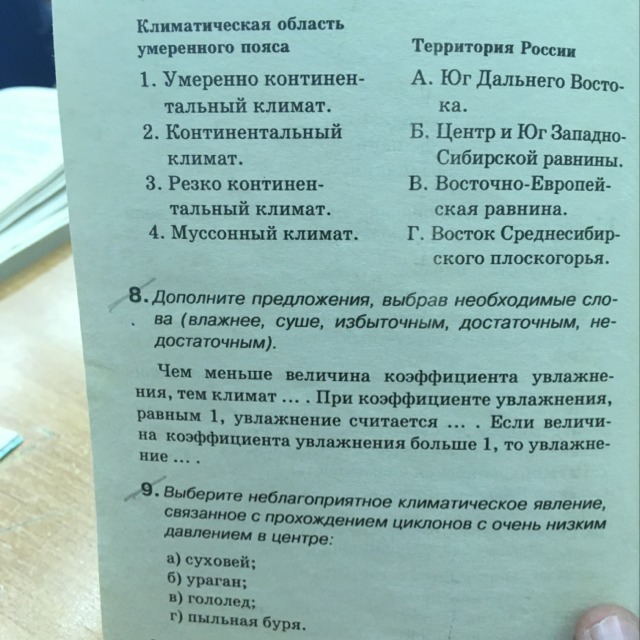 Климатическая область
умеренного пояса
Территория России
1. Умеренно континен-
тальный климат.
А. Юг Дальнего Восто-
ка.
2. Континентальный
климат.
Б. Центр и Юг Западно-
Сибирской равнины.
3. Резко континен-
тальный климат.
В. Восточно-Европей-
ская равнина.
4. Муссонный климат.
Г. Восток Среднесибир-
ского плоскогорья.
8. Дополните предложения, выбрав необходимые сло-
ва (влажнее, суше, избыточным, достаточным, не-
достаточным).
Чем меньше величина коэффициента увлажне-
ния, тем климат ... . При коэффициенте увлажнения,
равным 1, увлажнение считается ... . Если величи-
на коэффициента увлажнения больше 1, то увлажне-
ние ... .
9. Выберите неблагоприятное климатическое явление,
связанное с прохождением циклонов с очень низким
давлением в центре:
а) суховей;
б) ураган;
в) гололед;
г) пыльная буря.